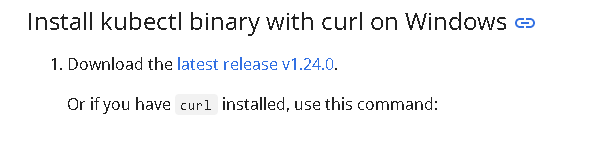 Install kubectl binary with curl on Windows
1. Download the latest release v1.24.0.
Or if you have curl installed, use this command: